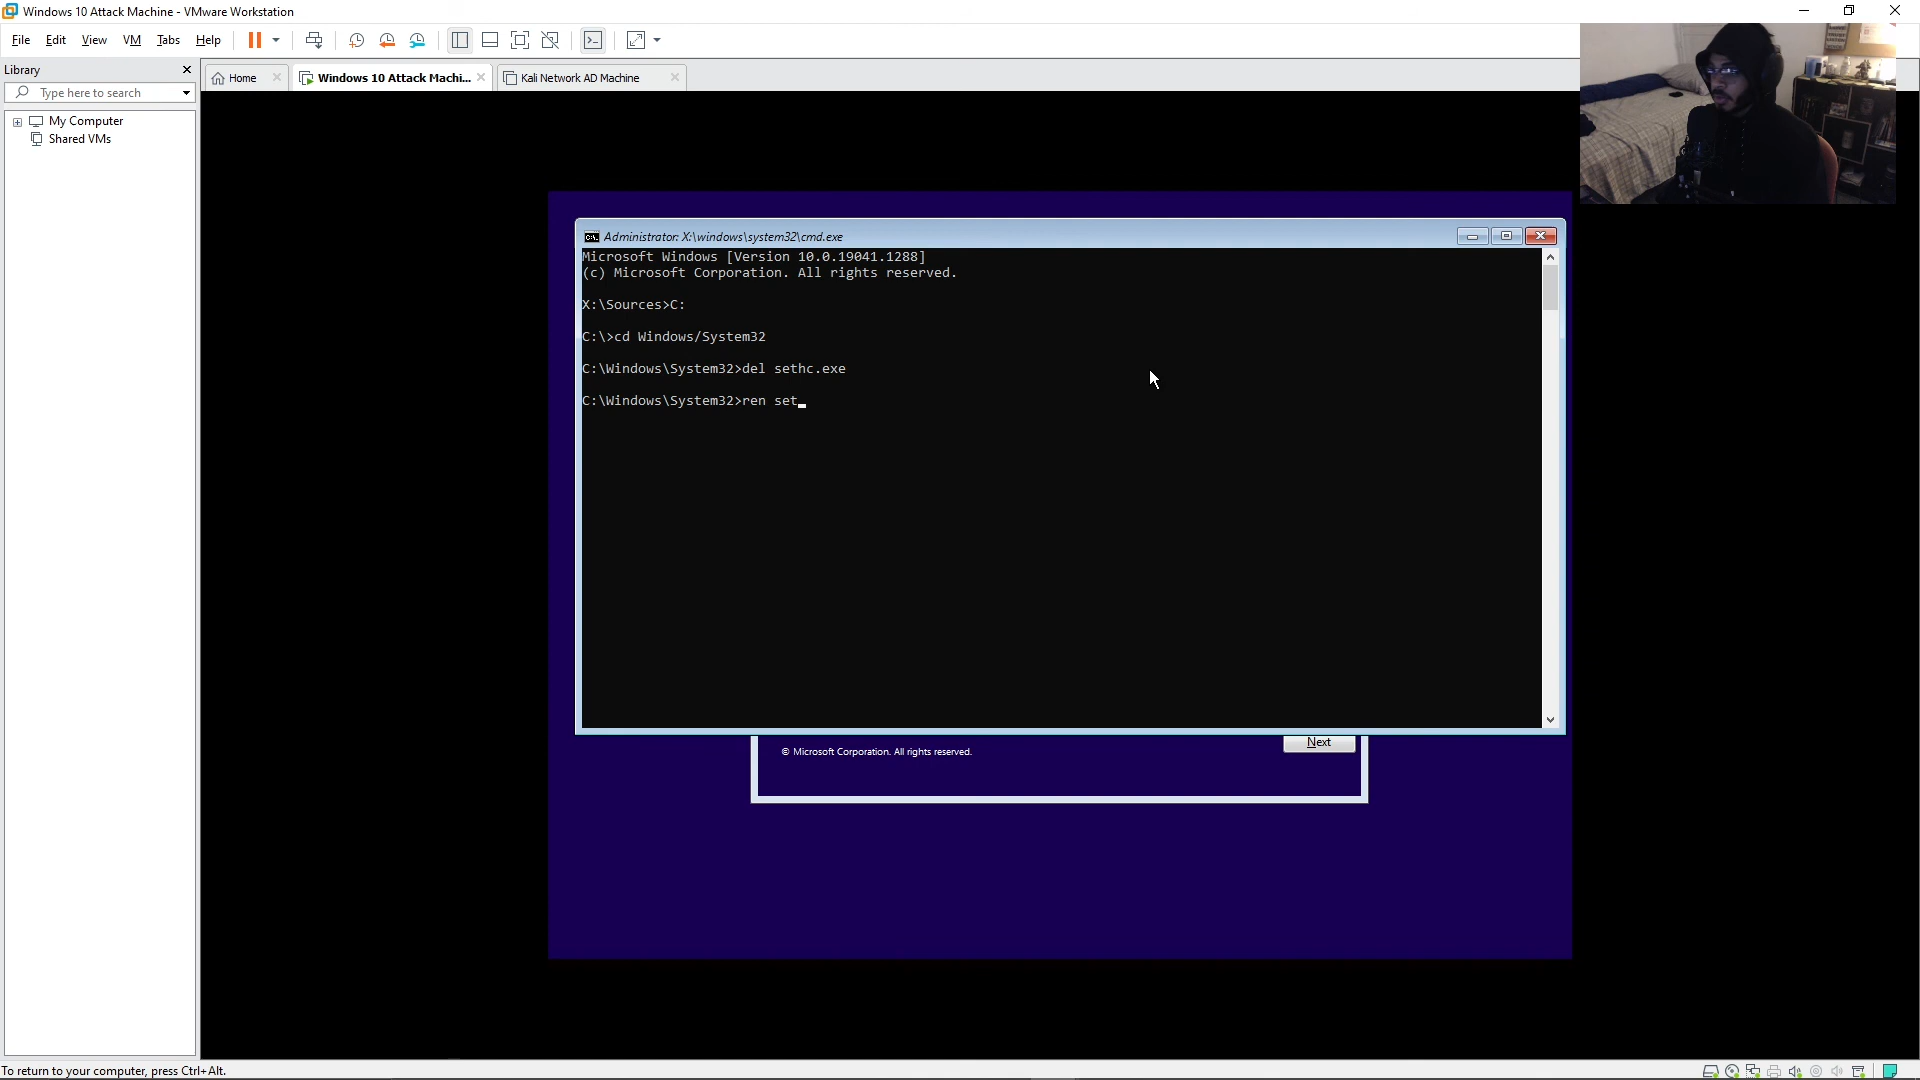 Windows 10 Attack Machine - VMware Workstation
File Edit View VM Tabs Help
Library
Type here to search
My Computer
Shared VMs
Home
Windows 10 Attack Machi...
Kali Network AD Machine
Administrator: X:\windows\system32\cmd.exe
Microsoft Windows [Version 10.0.19041.1288]
(c) Microsoft Corporation. All rights reserved.
X:\Sources>C:
C:\>cd Windows/System32
C:\Windows\System32>del sethc.exe
C:\Windows\System32>ren set_
© Microsoft Corporation. All rights reserved.
Next
To return to your computer, press Ctrl+Alt.